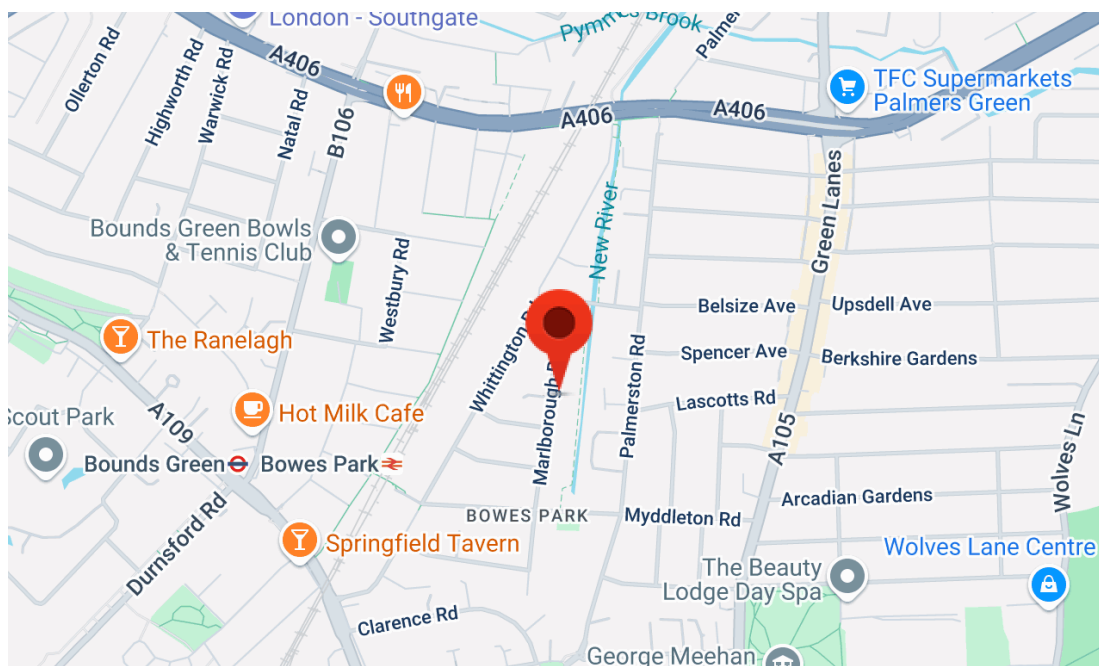 London - Southgate
Pymmes Brook
Palmer
Ollerton Rd
Highworth Rd
Warwick Rd
Natal Rd
A406
B106
A406
A406
TFC Supermarkets
Palmers Green
Green Lanes
New River
Bounds Green Bowls
& Tennis Club
Westbury Rd
Belsize Ave
Upsdell Ave
The Ranelagh
Whittington Rd
Spencer Ave
Berkshire Gardens
Palmerston Rd
Marlborough R
Lascotts Rd
Hot Milk Cafe
Scout Park
A109
A105
Wolves Ln
Bounds Green
Bowes Park
Arcadian Gardens
BOWES PARK
Myddleton Rd
Durnsford Rd
Springfield Tavern
Wolves Lane Centre
The Beauty
Lodge Day Spa
Clarence Rd
George Meehan